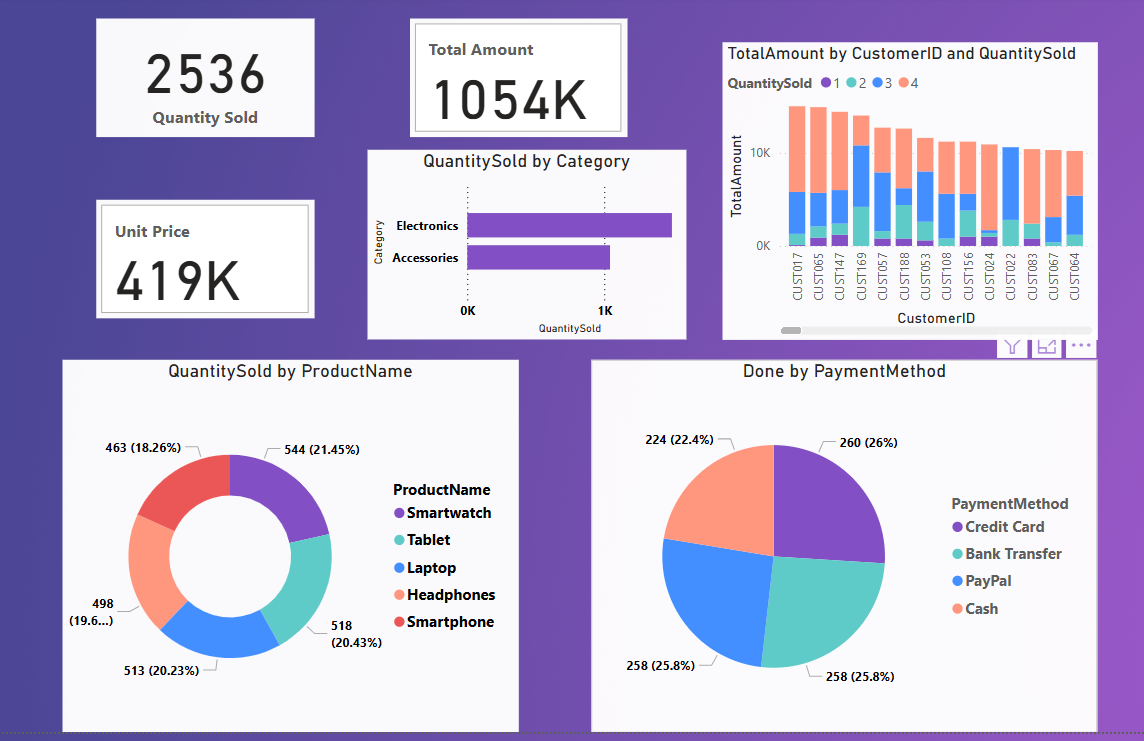 2536
Quantity Sold
Total Amount
1054K
Unit Price
419K
QuantitySold by Category
Category
Electronics
Accessories
0K
1K
QuantitySold
TotalAmount by CustomerID and QuantitySold
QuantitySold 1 2 3 4
TotalAmount
10K
0K
CUST017
CUST065
CUST147
CUST169
CUST057
CUST188
CUST053
CUST108
CUST156
CUST024
CUST022
CUST083
CUST067
CUST064
CustomerID
QuantitySold by ProductName
463 (18.26%)
544 (21.45%)
498
(19.6...)
518
(20.43%)
513 (20.23%)
ProductName
Smartwatch
Tablet
Laptop
Headphones
Smartphone
Done by PaymentMethod
224 (22.4%)
260 (26%)
258 (25.8%)
258 (25.8%)
PaymentMethod
Credit Card
Bank Transfer
PayPal
Cash